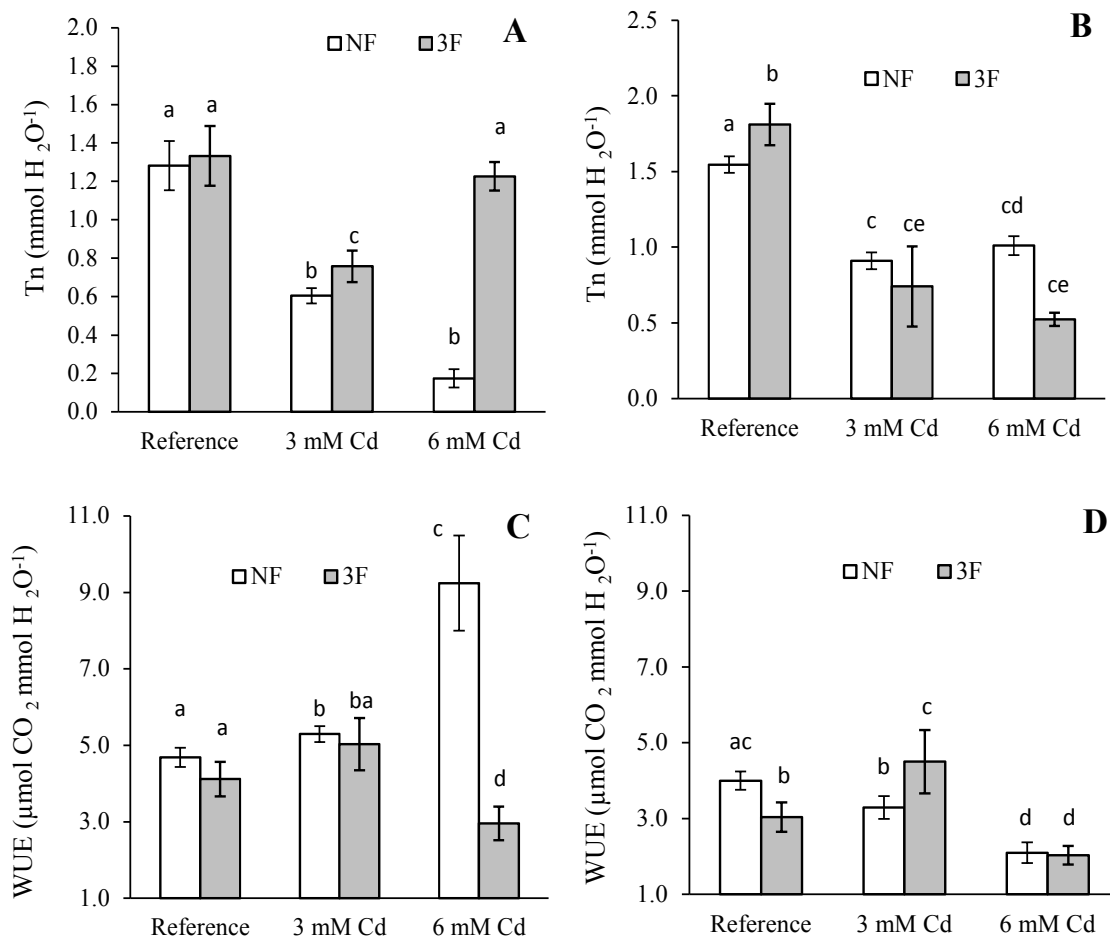 A
NF 3F
Tn (mmol H2O-1)
2.0
1.8
1.6
1.4
1.2
1.0
0.8
0.6
0.4
0.2
0.0
a a b c b a
Reference 3 mM Cd 6 mM Cd
B
NF 3F
Tn (mmol H2O-1)
2.5
2.0
1.5
1.0
0.5
0.0
a b c ce cd ce
Reference 3 mM Cd 6 mM Cd
C
NF 3F
WUE (µmol CO2 mmol H2O-1)
11.0
9.0
7.0
5.0
3.0
1.0
a a b ba c d
Reference 3 mM Cd 6 mM Cd
D
NF 3F
WUE (µmol CO2 mmol H2O-1)
11.0
9.0
7.0
5.0
3.0
1.0
ac b b c d d
Reference 3 mM Cd 6 mM Cd